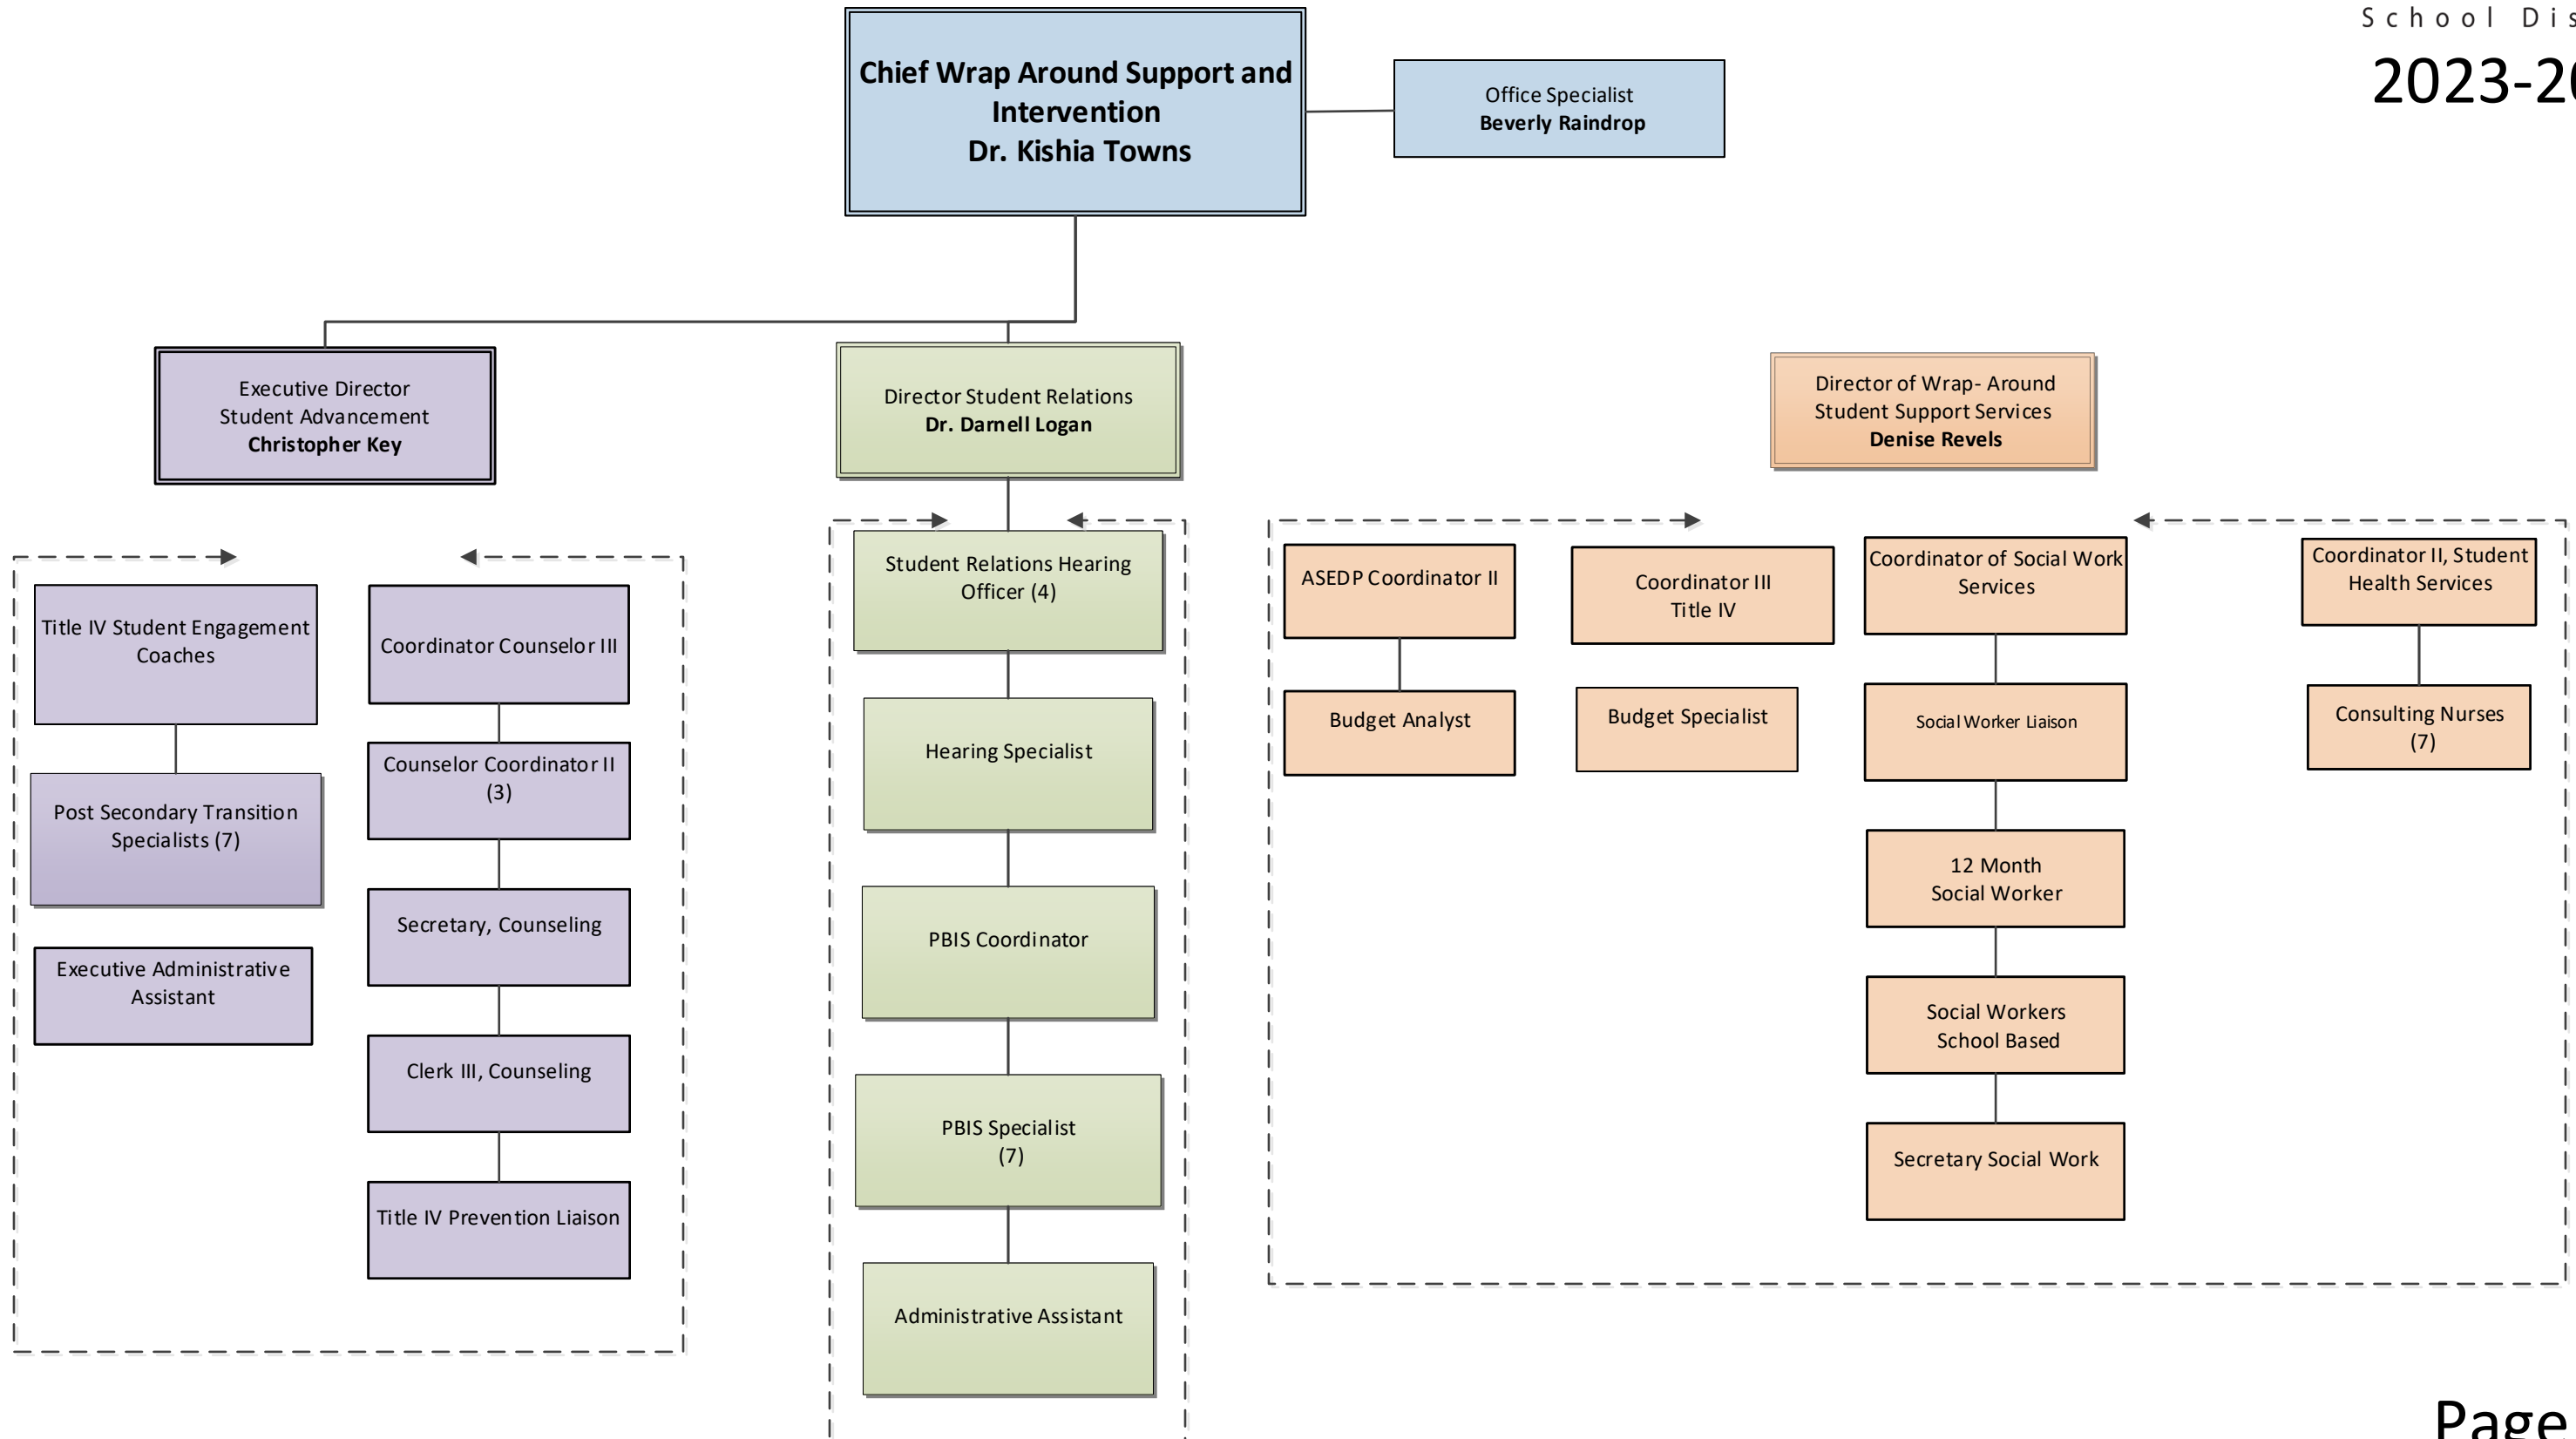 School Dis
2023-20
Chief Wrap Around Support and
Intervention
Dr. Kishia Towns
Office Specialist
Beverly Raindrop
Executive Director
Student Advancement
Christopher Key
Director Student Relations
Dr. Darnell Logan
Director of Wrap- Around
Student Support Services
Denise Revels
Title IV Student Engagement
Coaches
Post Secondary Transition
Specialists (7)
Executive Administrative
Assistant
Coordinator Counselor III
Counselor Coordinator II
(3)
Secretary, Counseling
Clerk III, Counseling
Title IV Prevention Liaison
Student Relations Hearing
Officer (4)
Hearing Specialist
PBIS Coordinator
PBIS Specialist
(7)
Administrative Assistant
ASEDP Coordinator II
Budget Analyst
Coordinator III
Title IV
Budget Specialist
Coordinator of Social Work
Services
Social Worker Liaison
12 Month
Social Worker
Social Workers
School Based
Secretary Social Work
Coordinator II, Student
Health Services
Consulting Nurses
(7)
Page